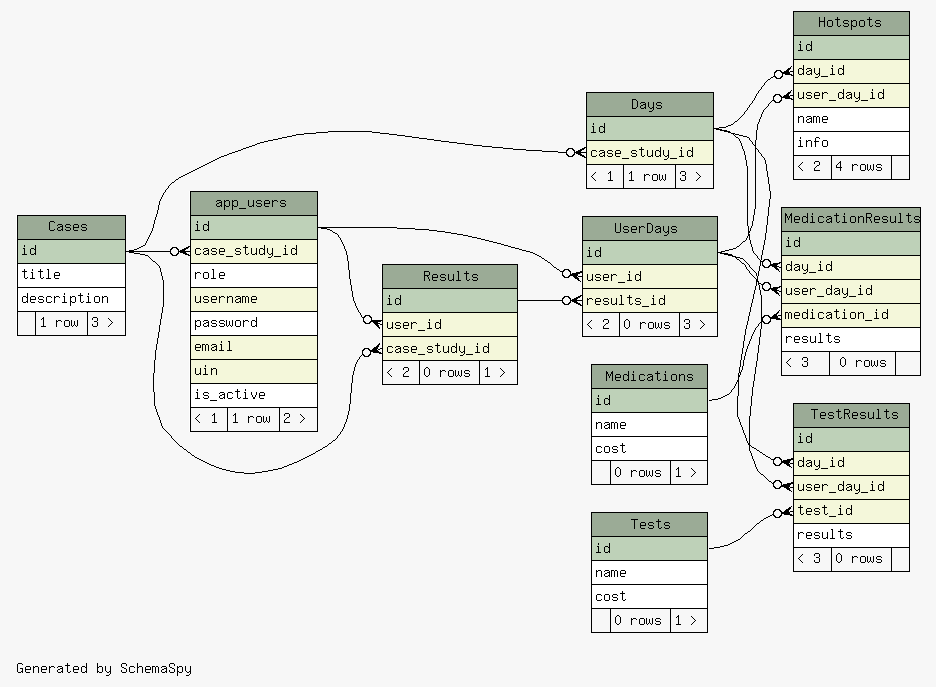 Cases
id
title
description
1 row 3 >
app_users
id
case_study_id
role
username
password
email
uin
is_active
< 1 1 row 2 >
Results
id
user_id
case_study_id
< 2 0 rows 1 >
Days
id
case_study_id
< 1 1 row 3 >
UserDays
id
user_id
results_id
< 2 0 rows 3 >
Medications
id
name
cost
0 rows 1 >
Tests
id
name
cost
0 rows 1 >
Hotspots
id
day_id
user_day_id
name
info
< 2 4 rows
MedicationResults
id
day_id
user_day_id
medication_id
results
< 3 0 rows
TestResults
id
day_id
user_day_id
test_id
results
< 3 0 rows
Generated by SchemaSpy